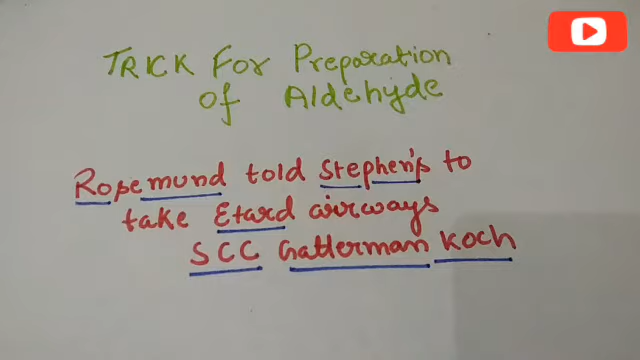 TRICK For Preparation
of Aldehyde
Rosemund told Stephen's to
take Etard airways
SCC Gatterman Koch